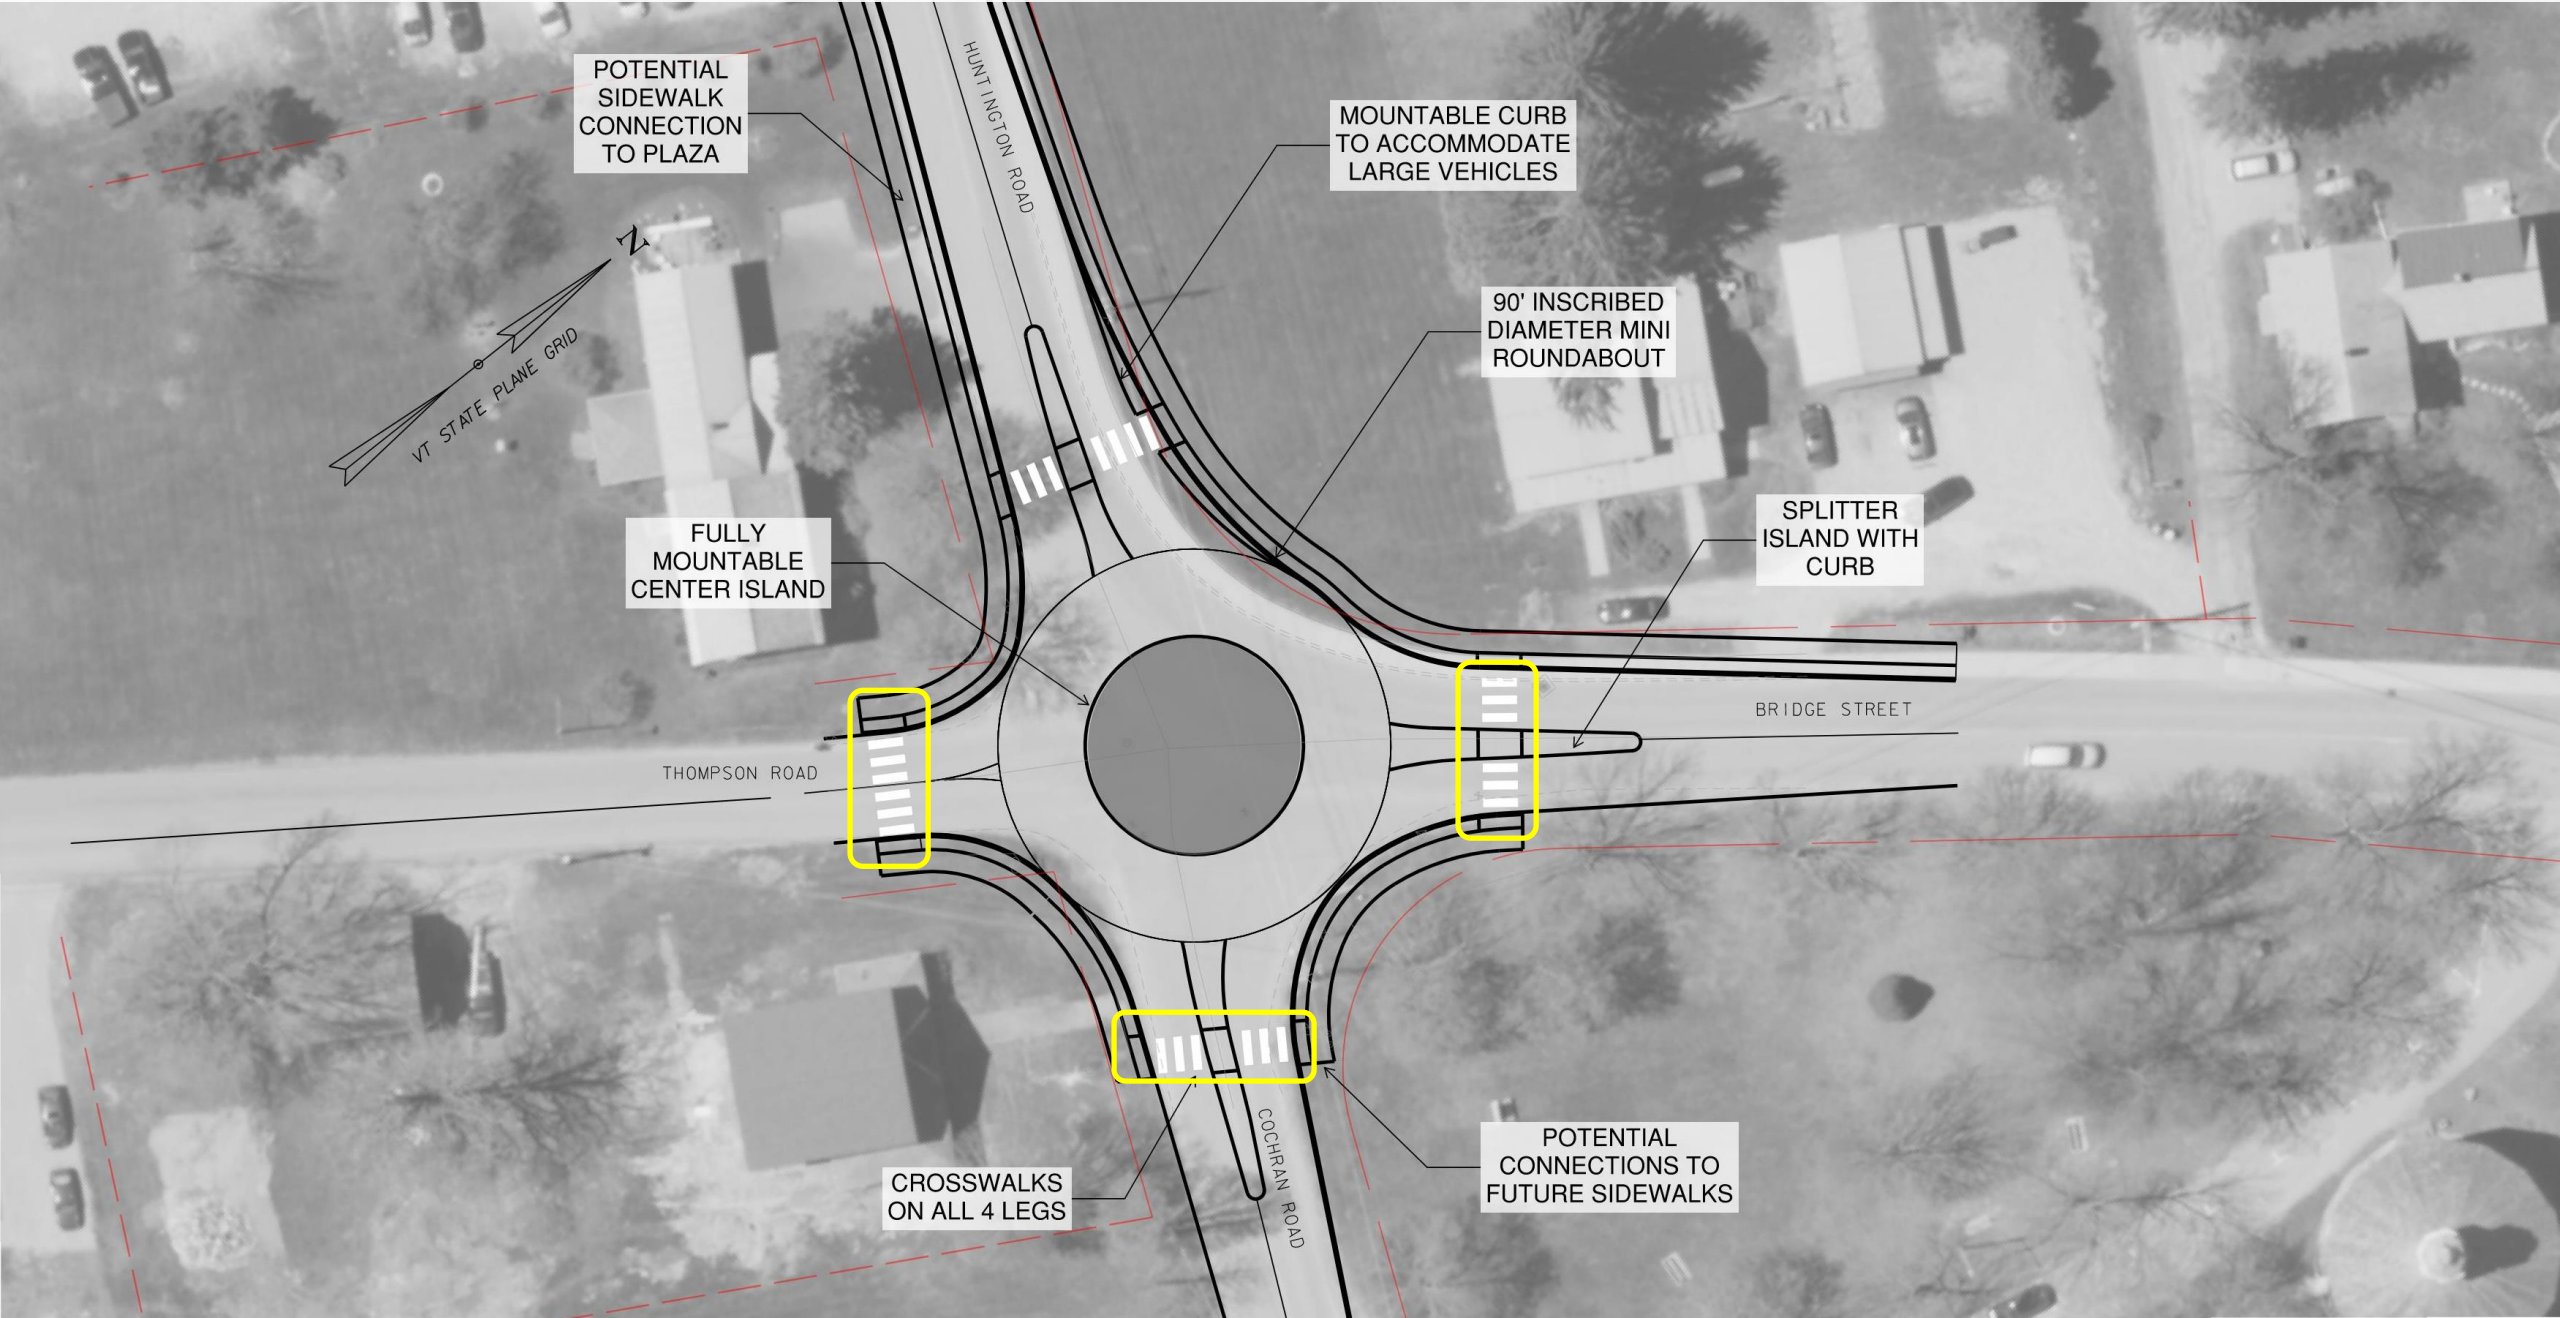 POTENTIAL
SIDEWALK
CONNECTION
TO PLAZA
HUNTINGTON ROAD
MOUNTABLE CURB
TO ACCOMMODATE
LARGE VEHICLES
N
VT STATE PLANE GRID
90' INSCRIBED
DIAMETER MINI
ROUNDABOUT
FULLY
MOUNTABLE
CENTER ISLAND
SPLITTER
ISLAND WITH
CURB
BRIDGE STREET
THOMPSON ROAD
COCHRAN ROAD
CROSSWALKS
ON ALL 4 LEGS
POTENTIAL
CONNECTIONS TO
FUTURE SIDEWALKS